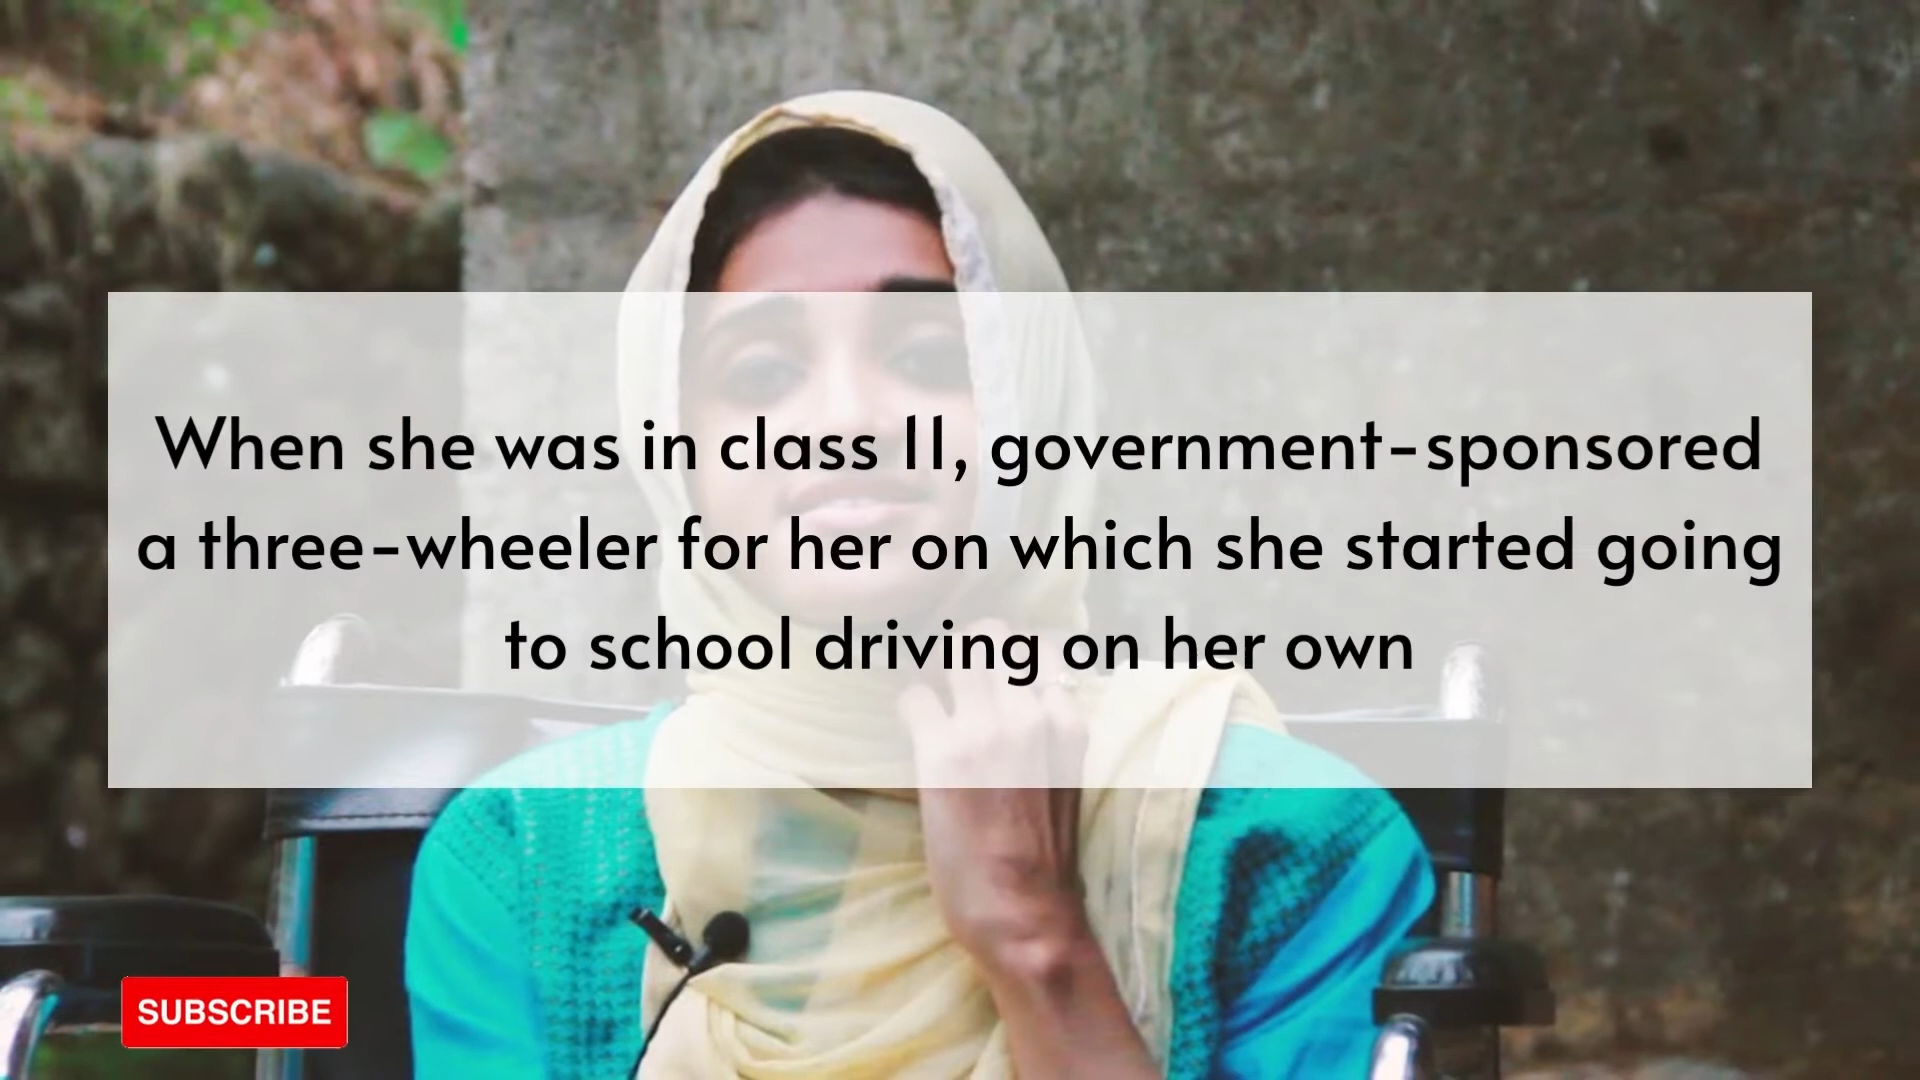 When she was in class 11, government-sponsored
a three-wheeler for her on which she started going
to school driving on her own
SUBSCRIBE